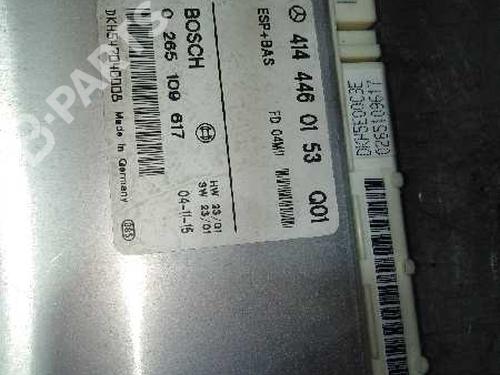 414 446 01 53 Q01
ESP+BAS
FD 04M11
BOSCH
0 265 109 617
HW 23/01
SW 23/01
04-11-15
Made in Germany
B-PARTS